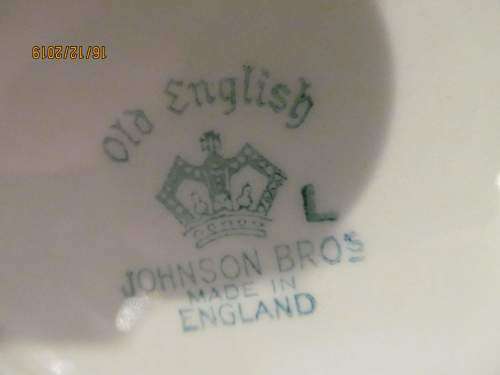 16/12/2019
Old English
L
JOHNSON BROS
MADE IN
ENGLAND